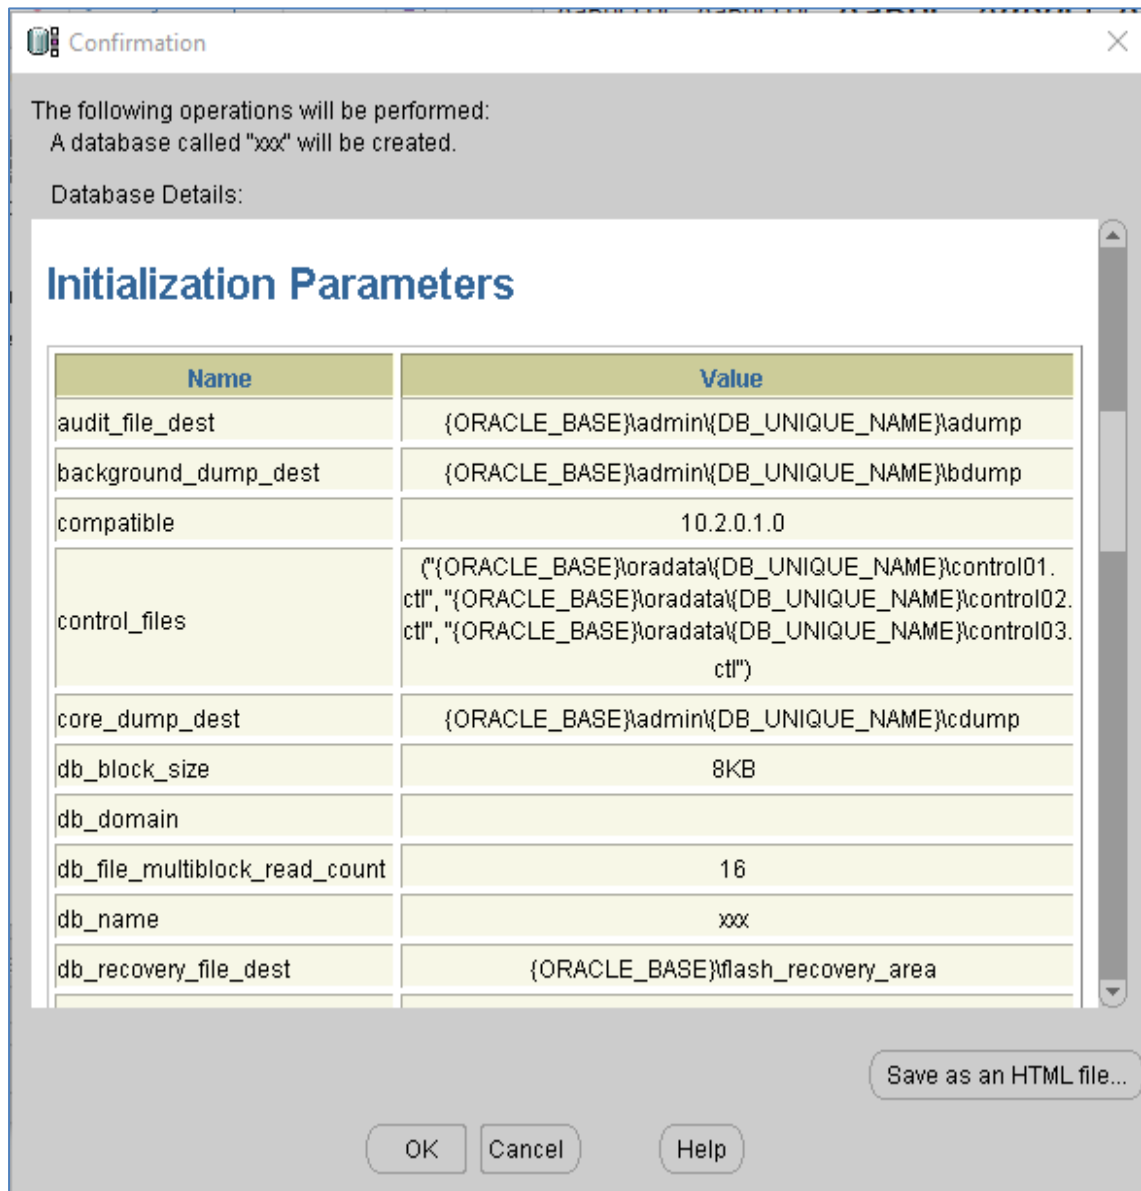 Confirmation
The following operations will be performed:
A database called "xxx" will be created.
Database Details:
Initialization Parameters
Name Value
audit_file_dest {ORACLE_BASE}\admin\{DB_UNIQUE_NAME}\adump
background_dump_dest {ORACLE_BASE}\admin\{DB_UNIQUE_NAME}\bdump
compatible 10.2.0.1.0
control_files ("{ORACLE_BASE}\oradata\{DB_UNIQUE_NAME}\control01.
ctl", "{ORACLE_BASE}\oradata\{DB_UNIQUE_NAME}\control02.
ctl", "{ORACLE_BASE}\oradata\{DB_UNIQUE_NAME}\control03.
ctl")
core_dump_dest {ORACLE_BASE}\admin\{DB_UNIQUE_NAME}\cdump
db_block_size 8KB
db_domain
db_file_multiblock_read_count 16
db_name xxx
db_recovery_file_dest {ORACLE_BASE}\flash_recovery_area
Save as an HTML file...
OK Cancel Help